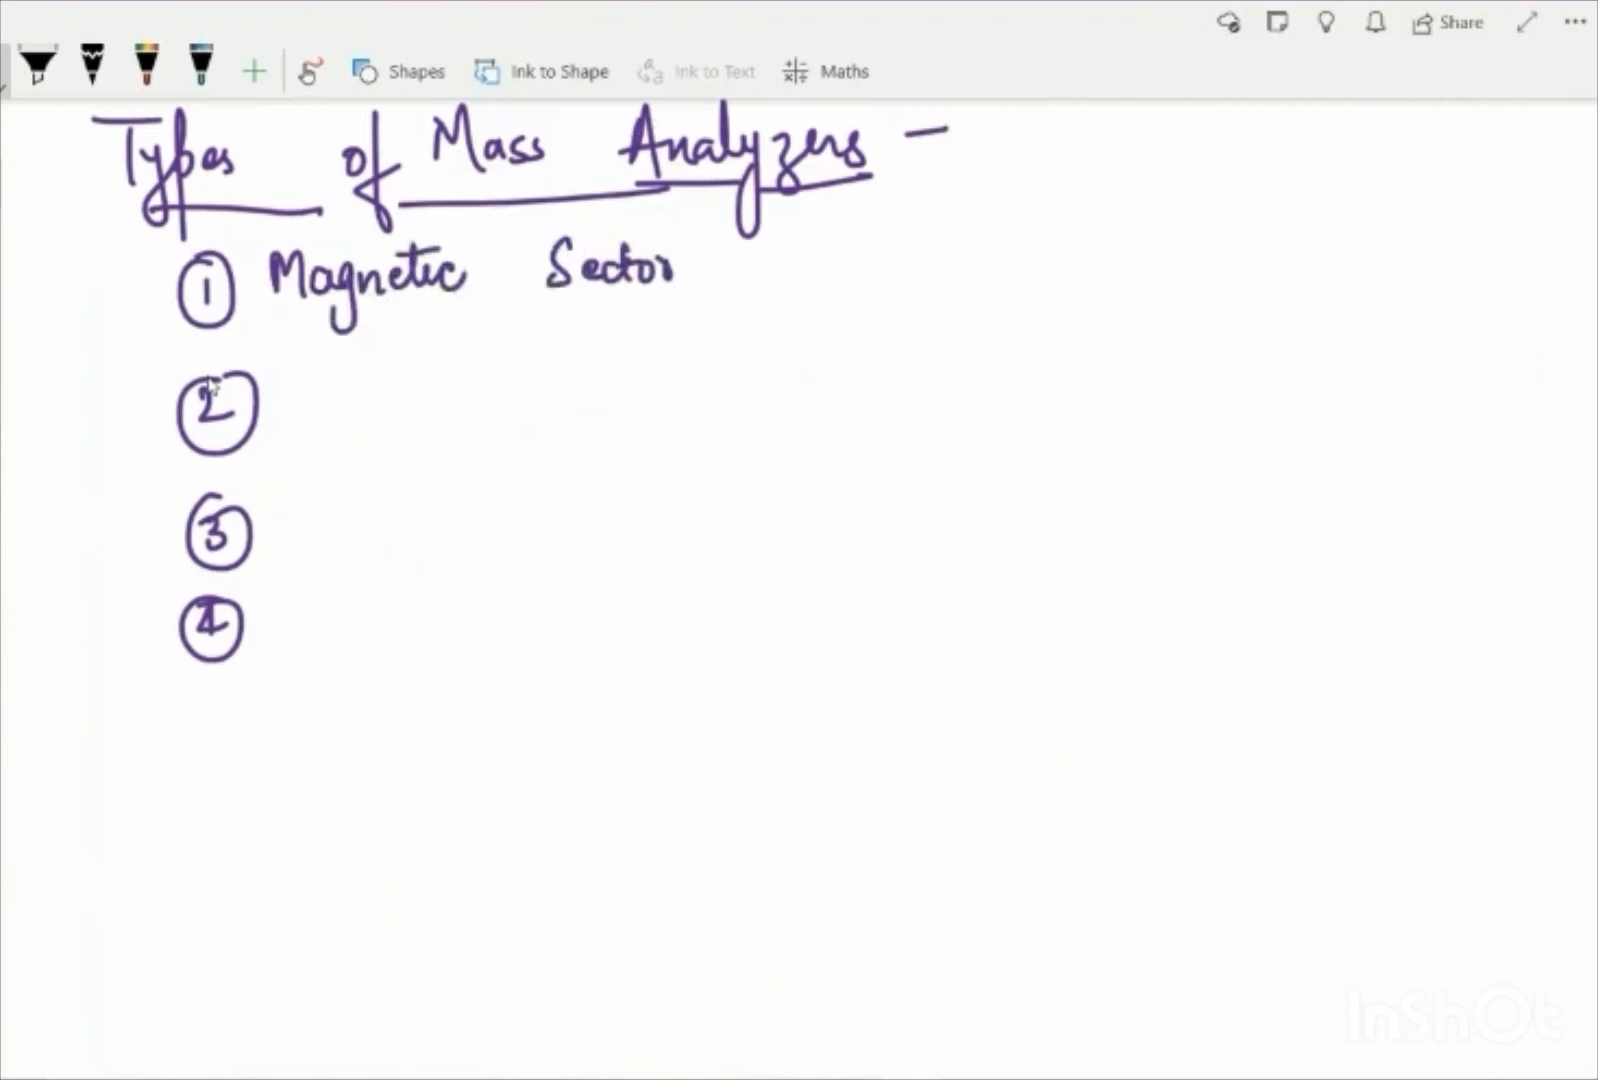 Share
Shapes Ink to Shape Ink to Text Maths
Types of Mass Analyzers -
① Magnetic Sector
②
③
④
InShOt